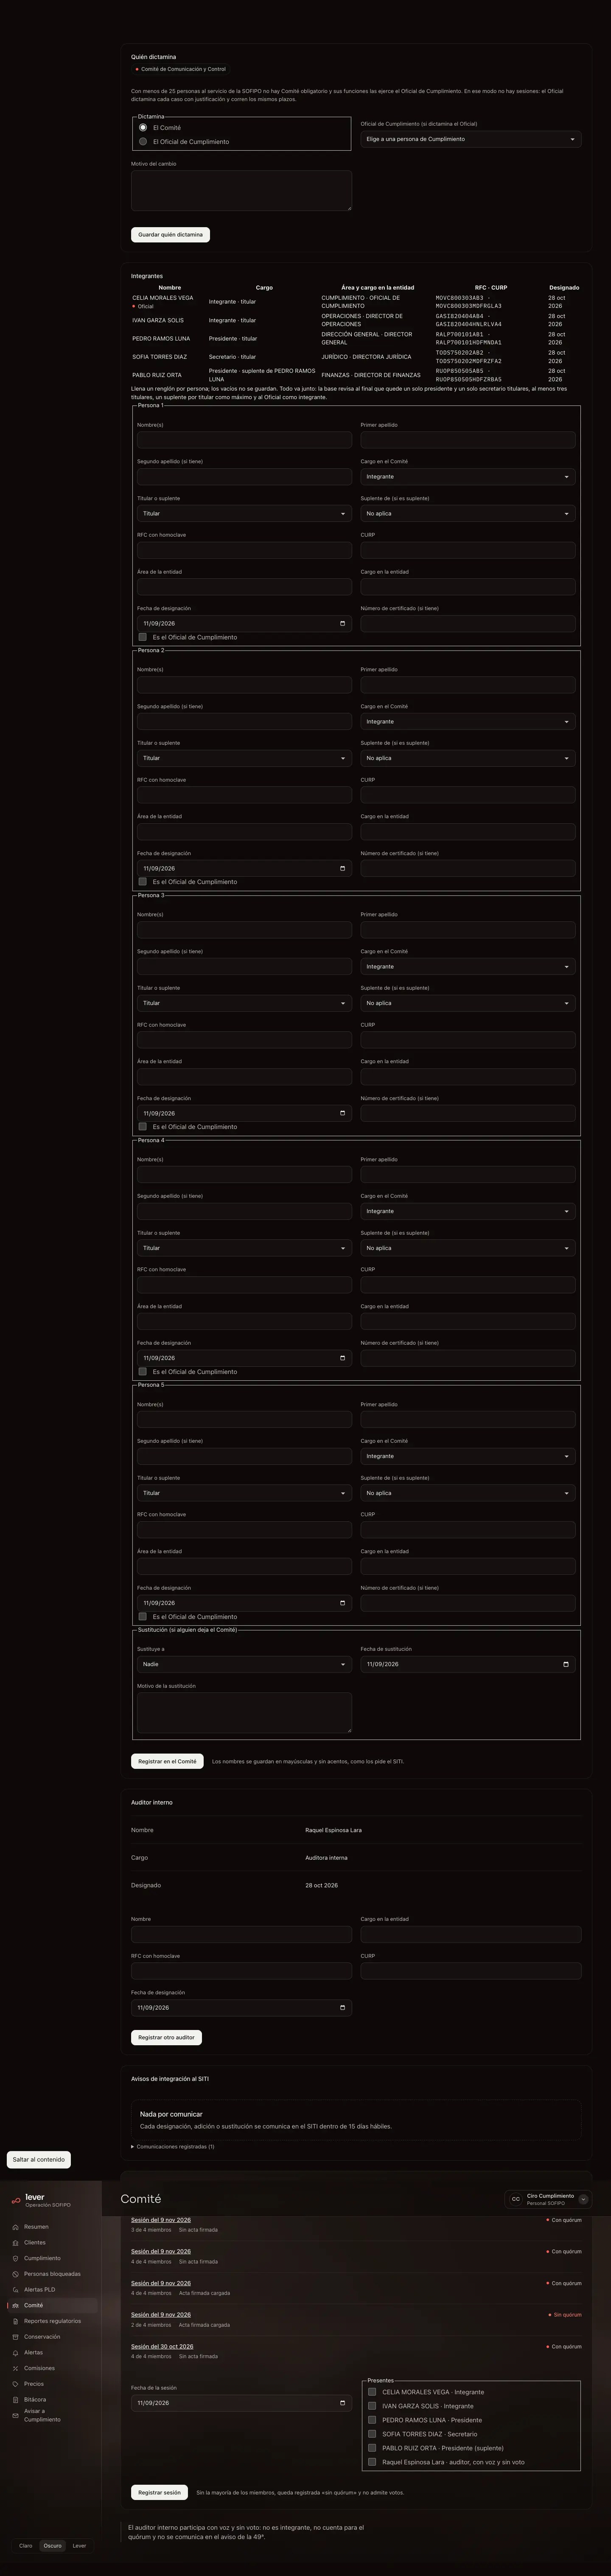 Quién dictamina
Comité de Comunicación y Control
Con menos de 25 personas al servicio de la SOFIPO no hay Comité obligatorio y sus funciones las ejerce el Oficial de Cumplimiento. En ese modo no hay sesiones: el Oficial
dictamina cada caso con justificación y corren los mismos plazos.
Dictamina
El Comité
El Oficial de Cumplimiento
Oficial de Cumplimiento (si dictamina el Oficial)
Elige a una persona de Cumplimiento
Motivo del cambio
Guardar quién dictamina
Integrantes
Nombre Cargo Área y cargo en la entidad RFC · CURP Designado
CELIA MORALES VEGA
Oficial
Integrante · titular
CUMPLIMIENTO · OFICIAL DE
CUMPLIMIENTO
MOVC800303A83 ·
MOVC800303MDFRGLA3
28 oct
2026
IVAN GARZA SOLIS
Integrante · titular
OPERACIONES · DIRECTOR DE
OPERACIONES
GASI820404A84 ·
GASI820404HNLRLVA4
28 oct
2026
PEDRO RAMOS LUNA
Presidente · titular
DIRECCIÓN GENERAL · DIRECTOR
GENERAL
RALP700101A81 ·
RALP700101HDFMNDA1
28 oct
2026
SOFIA TORRES DIAZ
Secretario · titular
JURÍDICO · DIRECTORA JURÍDICA
TODS750202AB2 ·
TODS750202MDFRZFA2
28 oct
2026
PABLO RUIZ ORTA
Presidente · suplente de PEDRO RAMOS
LUNA
FINANZAS · DIRECTOR DE FINANZAS
RUOP850505AB5 ·
RUOP850505HDFZRBA5
28 oct
2026
Llena un renglón por persona; los vacíos no se guardan. Todo va junto: la base revisa al final que quede un solo presidente y un solo secretario titulares, al menos tres
titulares, un suplente por titular como máximo y al Oficial como integrante.
Persona 1
Nombre(s) Primer apellido
Segundo apellido (si tiene) Cargo en el Comité
Integrante
Titular o suplente Suplente de (si es suplente)
Titular No aplica
RFC con homoclave CURP
Área de la entidad Cargo en la entidad
Fecha de designación Número de certificado (si tiene)
11/09/2026
Es el Oficial de Cumplimiento
Persona 2
Nombre(s) Primer apellido
Segundo apellido (si tiene) Cargo en el Comité
Integrante
Titular o suplente Suplente de (si es suplente)
Titular No aplica
RFC con homoclave CURP
Área de la entidad Cargo en la entidad
Fecha de designación Número de certificado (si tiene)
11/09/2026
Es el Oficial de Cumplimiento
Persona 3
Nombre(s) Primer apellido
Segundo apellido (si tiene) Cargo en el Comité
Integrante
Titular o suplente Suplente de (si es suplente)
Titular No aplica
RFC con homoclave CURP
Área de la entidad Cargo en la entidad
Fecha de designación Número de certificado (si tiene)
11/09/2026
Es el Oficial de Cumplimiento
Persona 4
Nombre(s) Primer apellido
Segundo apellido (si tiene) Cargo en el Comité
Integrante
Titular o suplente Suplente de (si es suplente)
Titular No aplica
RFC con homoclave CURP
Área de la entidad Cargo en la entidad
Fecha de designación Número de certificado (si tiene)
11/09/2026
Es el Oficial de Cumplimiento
Persona 5
Nombre(s) Primer apellido
Segundo apellido (si tiene) Cargo en el Comité
Integrante
Titular o suplente Suplente de (si es suplente)
Titular No aplica
RFC con homoclave CURP
Área de la entidad Cargo en la entidad
Fecha de designación Número de certificado (si tiene)
11/09/2026
Es el Oficial de Cumplimiento
Sustitución (si alguien deja el Comité)
Sustituye a Fecha de sustitución
Nadie 11/09/2026
Motivo de la sustitución
Registrar en el Comité Los nombres se guardan en mayúsculas y sin acentos, como los pide el SITI.
Auditor interno
Nombre Raquel Espinosa Lara
Cargo Auditora interna
Designado 28 oct 2026
Nombre Cargo en la entidad
RFC con homoclave CURP
Fecha de designación
11/09/2026
Registrar otro auditor
Avisos de integración al SITI
Nada por comunicar
Cada designación, adición o sustitución se comunica en el SITI dentro de 15 días hábiles.
Comunicaciones registradas (1)
Saltar al contenido
lever
Operación SOFIPO
Resumen
Clientes
Cumplimiento
Personas bloqueadas
Alertas PLD
Comité
Reportes regulatorios
Conservación
Alertas
Comisiones
Precios
Bitácora
Avisar a
Cumplimiento
Claro Oscuro Lever
Comité
CC
Ciro Cumplimiento
Personal SOFIPO
Sesión del 9 nov 2026 Con quórum
3 de 4 miembros Sin acta firmada
Sesión del 9 nov 2026 Con quórum
4 de 4 miembros Sin acta firmada
Sesión del 9 nov 2026 Con quórum
4 de 4 miembros Acta firmada cargada
Sesión del 9 nov 2026 Sin quórum
2 de 4 miembros Acta firmada cargada
Sesión del 30 oct 2026 Con quórum
4 de 4 miembros Sin acta firmada
Fecha de la sesión
11/09/2026
Presentes
CELIA MORALES VEGA · Integrante
IVAN GARZA SOLIS · Integrante
PEDRO RAMOS LUNA · Presidente
SOFIA TORRES DIAZ · Secretario
PABLO RUIZ ORTA · Presidente (suplente)
Raquel Espinosa Lara · auditor, con voz y sin voto
Registrar sesión Sin la mayoría de los miembros, queda registrada «sin quórum» y no admite votos.
El auditor interno participa con voz y sin voto: no es integrante, no cuenta para el
quórum y no se comunica en el aviso de la 49ª.